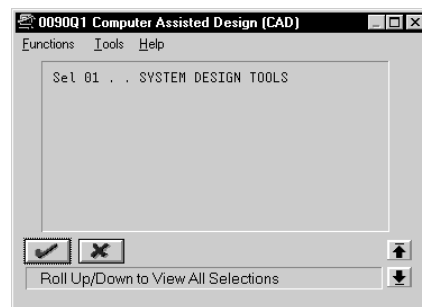 0090Q1 Computer Assisted Design (CAD)
Functions Tools Help
Sel 01 . . SYSTEM DESIGN TOOLS
Roll Up/Down to View All Selections